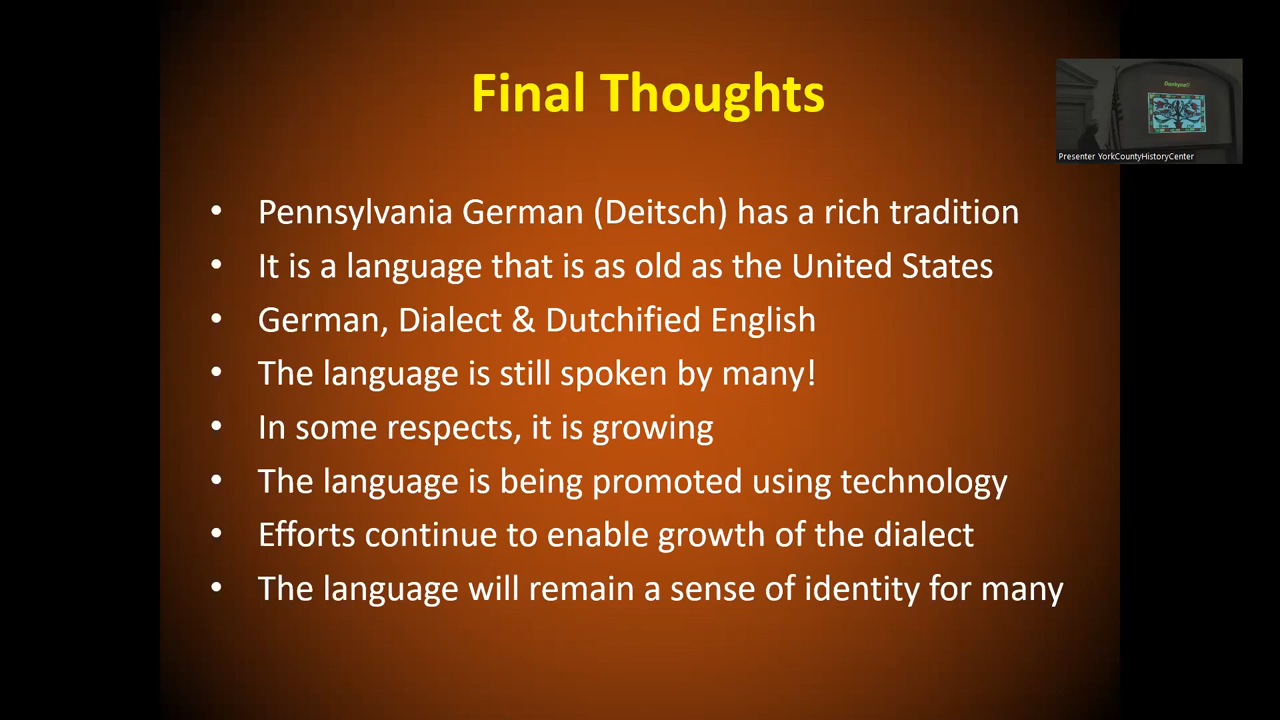 Final Thoughts
• Pennsylvania German (Deitsch) has a rich tradition
• It is a language that is as old as the United States
• German, Dialect & Dutchified English
• The language is still spoken by many!
• In some respects, it is growing
• The language is being promoted using technology
• Efforts continue to enable growth of the dialect
• The language will remain a sense of identity for many
Presenter YorkCountyHistoryCenter